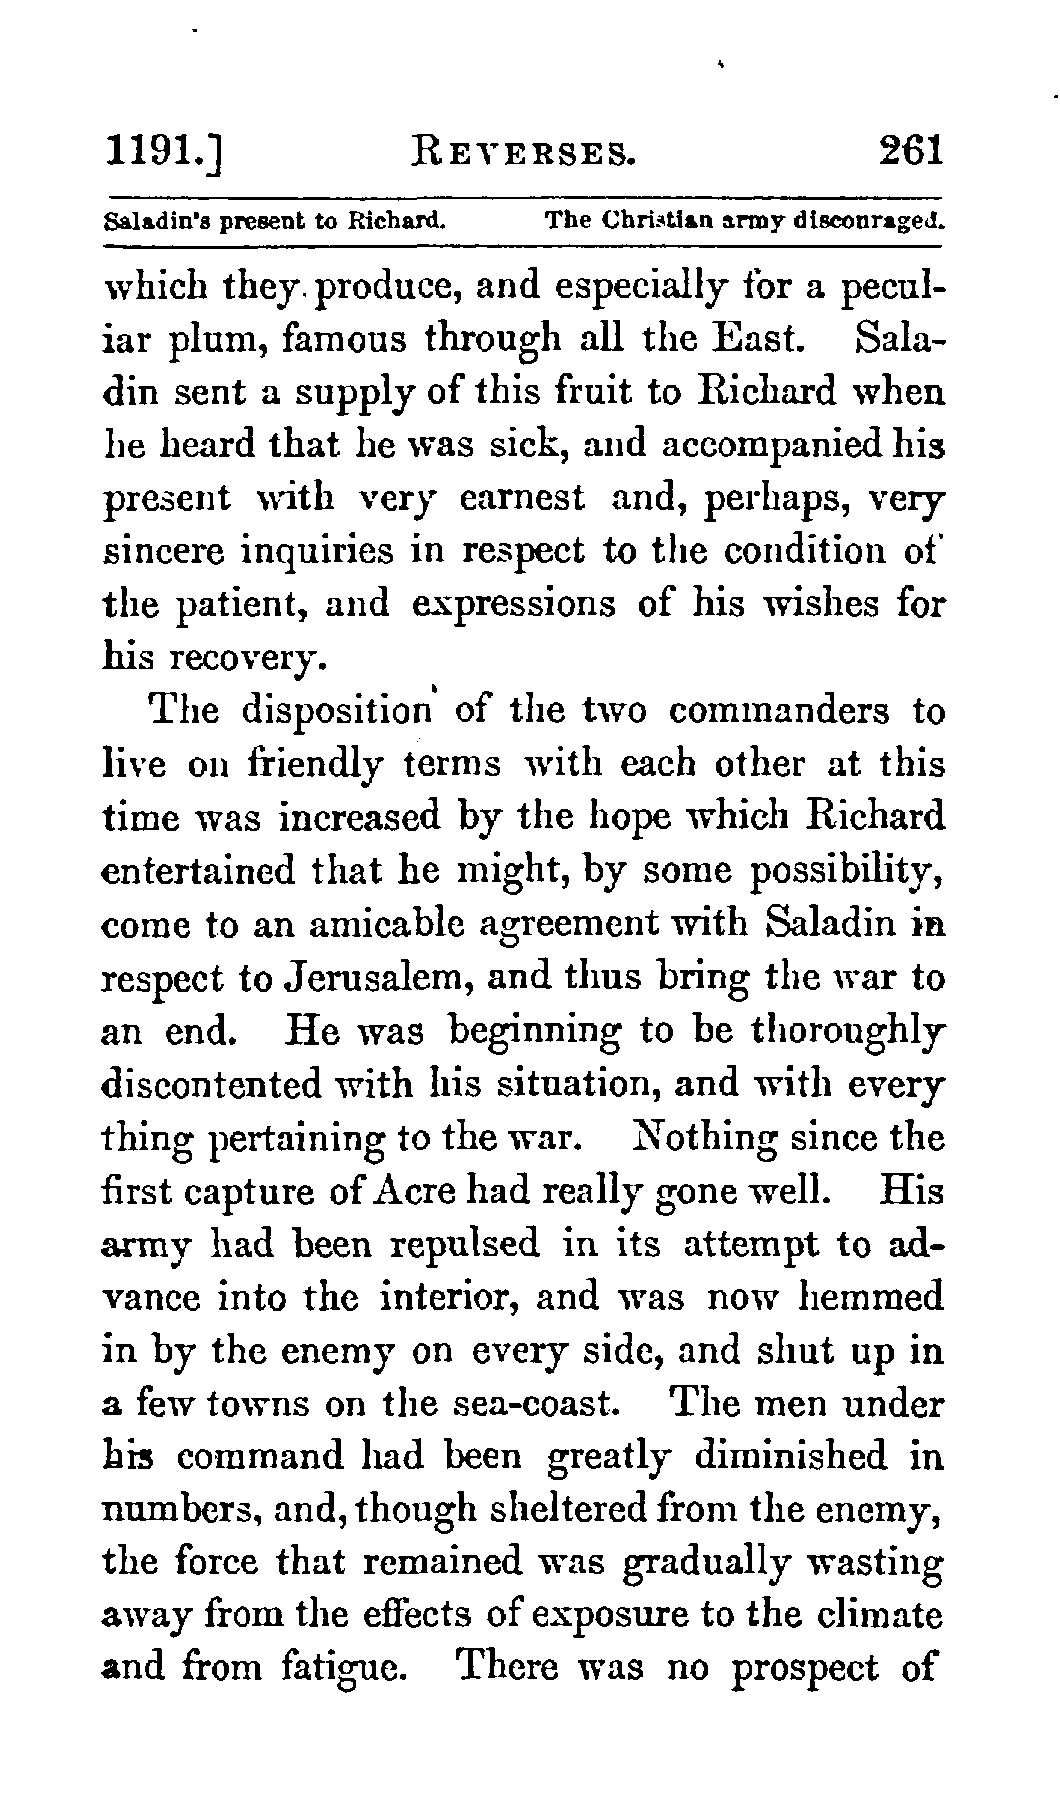 1191.] REVERSES. 261
Saladin's present to Richard. The Christian army discouraged.
which they produce, and especially for a pecul-
iar plum, famous through all the East. Sala-
din sent a supply of this fruit to Richard when
he heard that he was sick, and accompanied his
present with very earnest and, perhaps, very
sincere inquiries in respect to the condition of
the patient, and expressions of his wishes for
his recovery.
The disposition of the two commanders to
live on friendly terms with each other at this
time was increased by the hope which Richard
entertained that he might, by some possibility,
come to an amicable agreement with Saladin in
respect to Jerusalem, and thus bring the war to
an end. He was beginning to be thoroughly
discontented with his situation, and with every
thing pertaining to the war. Nothing since the
first capture of Acre had really gone well. His
army had been repulsed in its attempt to ad-
vance into the interior, and was now hemmed
in by the enemy on every side, and shut up in
a few towns on the sea-coast. The men under
his command had been greatly diminished in
numbers, and, though sheltered from the enemy,
the force that remained was gradually wasting
away from the effects of exposure to the climate
and from fatigue. There was no prospect of